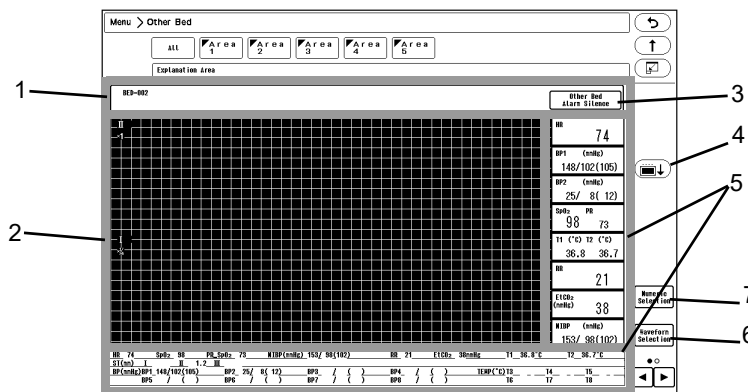 Menu > Other Bed
ALL
Area 1
Area 2
Area 3
Area 4
Area 5
Explanation Area
1
BED-002
Other Bed
Alarm Silence
3
II
HR
74
4
BP1 (mmHg)
148/102(105)
BP2 (mmHg)
25/ 8( 12)
5
SpO2 PR
98 73
2
I
T1 (°C) T2 (°C)
36.8 36.7
RR
21
EtCO2
(mmHg)
38
Numeric
Selection
7
NIBP (mmHg)
153/ 98(102)
Waveform
Selection
6
HR 74 SpO2 98 PR_SpO2 73 NIBP(mmHg) 153/ 98(102) RR 21 EtCO2 38mmHg T1 36.8°C T2 36.7°C
ST(mm) I II 1.2 III
BP(mmHg)BP1 148/102(105) BP2 25/ 8( 12) BP3 / ( ) BP4 / ( ) TEMP(°C)T3 T4 T5
BP5 / ( ) BP6 / ( ) BP7 / ( ) BP8 / ( ) T6 T7 T8